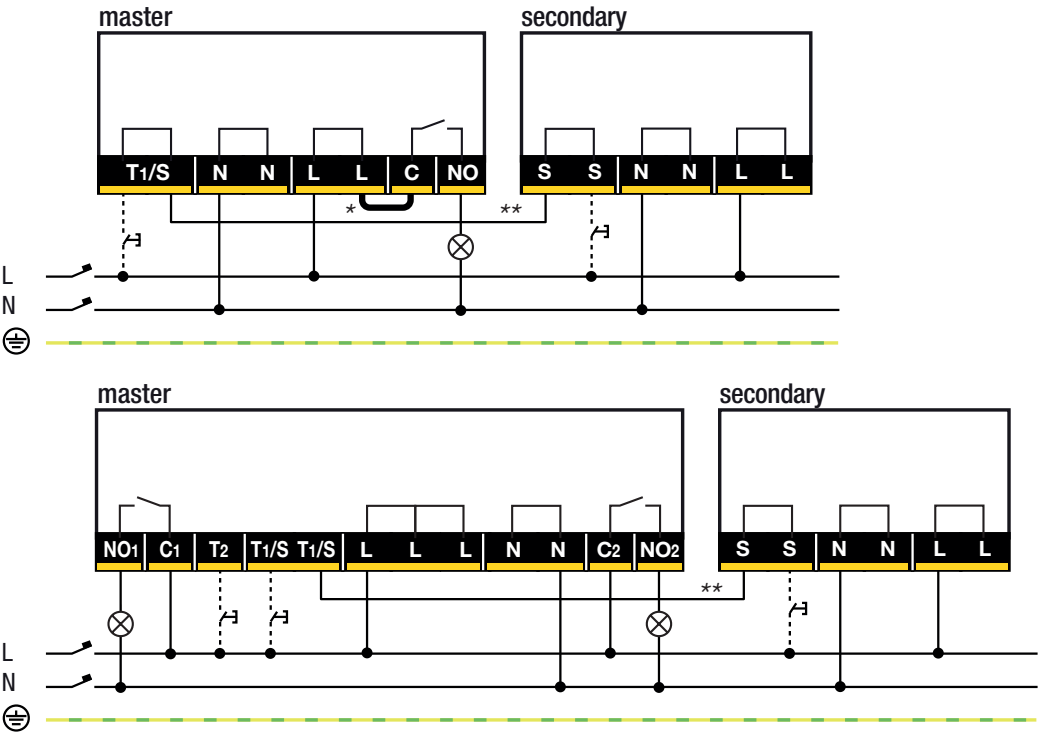 master secondary
T1/S N N L L C NO S S N N L L
* **
L
N
master secondary
NO1 C1 T2 T1/S T1/S L L L N N C2 NO2 S S N N L L
**
L
N